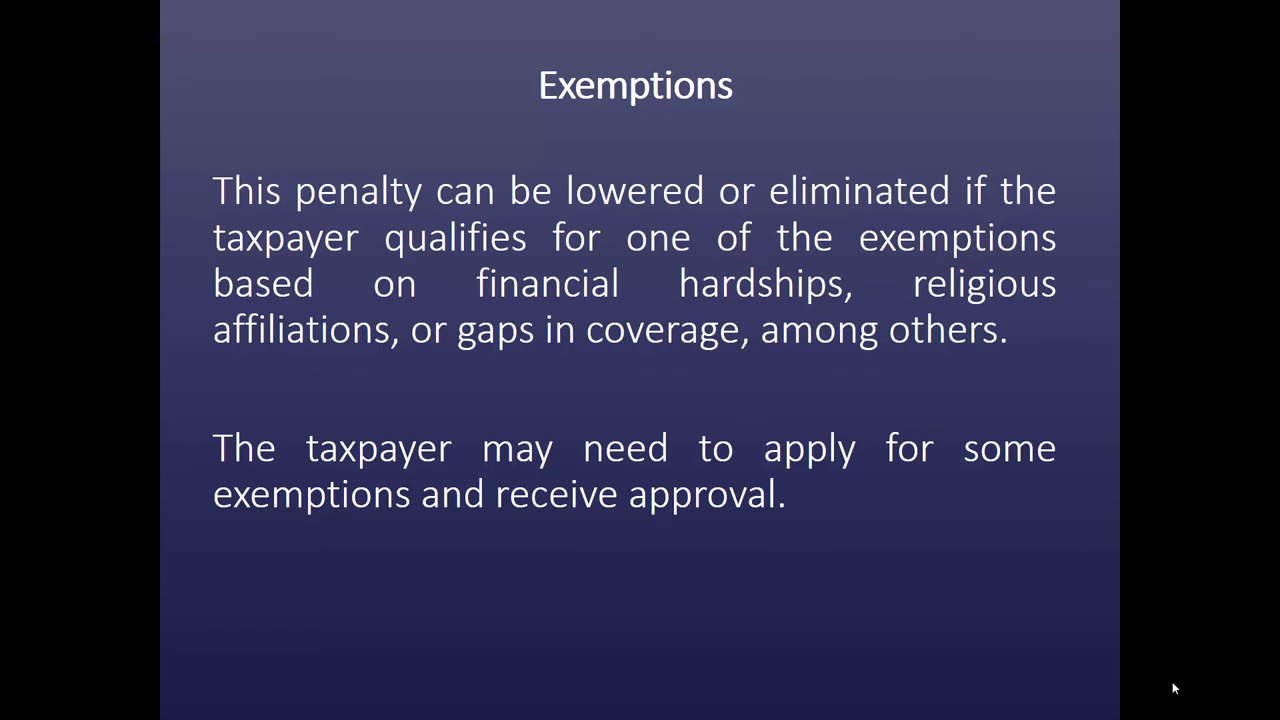 Exemptions
This penalty can be lowered or eliminated if the
taxpayer qualifies for one of the exemptions
based on financial hardships, religious
affiliations, or gaps in coverage, among others.
The taxpayer may need to apply for some
exemptions and receive approval.